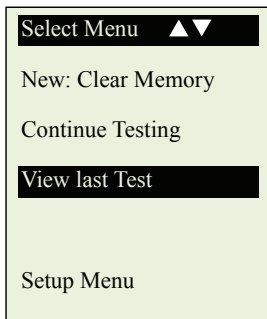 Select Menu ▲▼
New: Clear Memory
Continue Testing
View last Test
Setup Menu